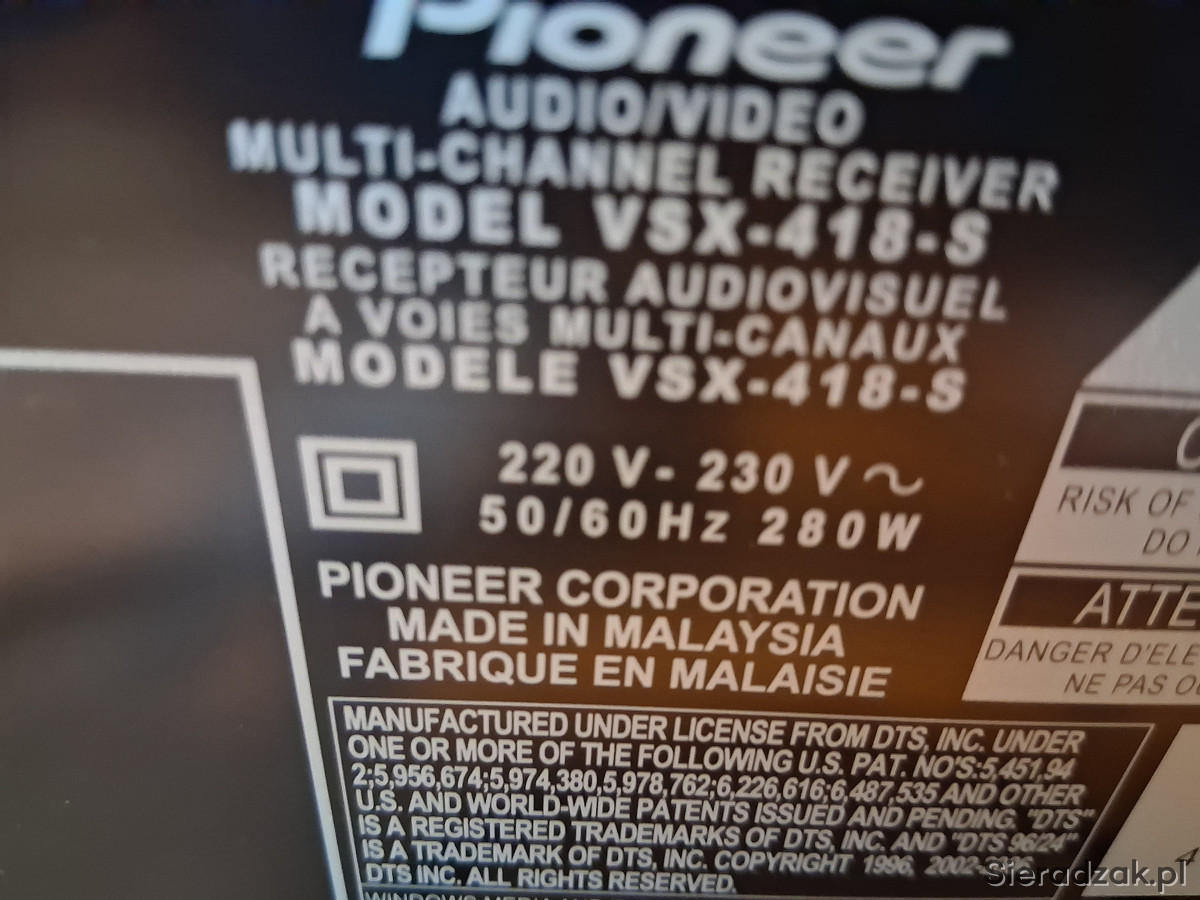 Pioneer
AUDIO/VIDEO
MULTI-CHANNEL RECEIVER
MODEL VSX-418-S
RECEPTEUR AUDIOVISUEL
A VOIES MULTI-CANAUX
MODELE VSX-418-S
220 V- 230 V ~
50/60Hz 280W
PIONEER CORPORATION
MADE IN MALAYSIA
FABRIQUE EN MALAISIE
MANUFACTURED UNDER LICENSE FROM DTS, INC. UNDER
ONE OR MORE OF THE FOLLOWING U.S. PAT. NO'S:5,451,94
2;5,956,674;5,974,380,5,978,762;6,226,616;6,487,535 AND OTHER
U.S. AND WORLD-WIDE PATENTS ISSUED AND PENDING. "DTS"
IS A REGISTERED TRADEMARKS OF DTS, INC. AND "DTS 96/24"
IS A TRADEMARK OF DTS, INC. COPYRIGHT 1996, 2002-
DTS INC. ALL RIGHTS RESERVED.
WINDOWS MEDIA
RISK OF
DO
ATTE
DANGER D'ELE
NE PAS
Sieradzak.pl